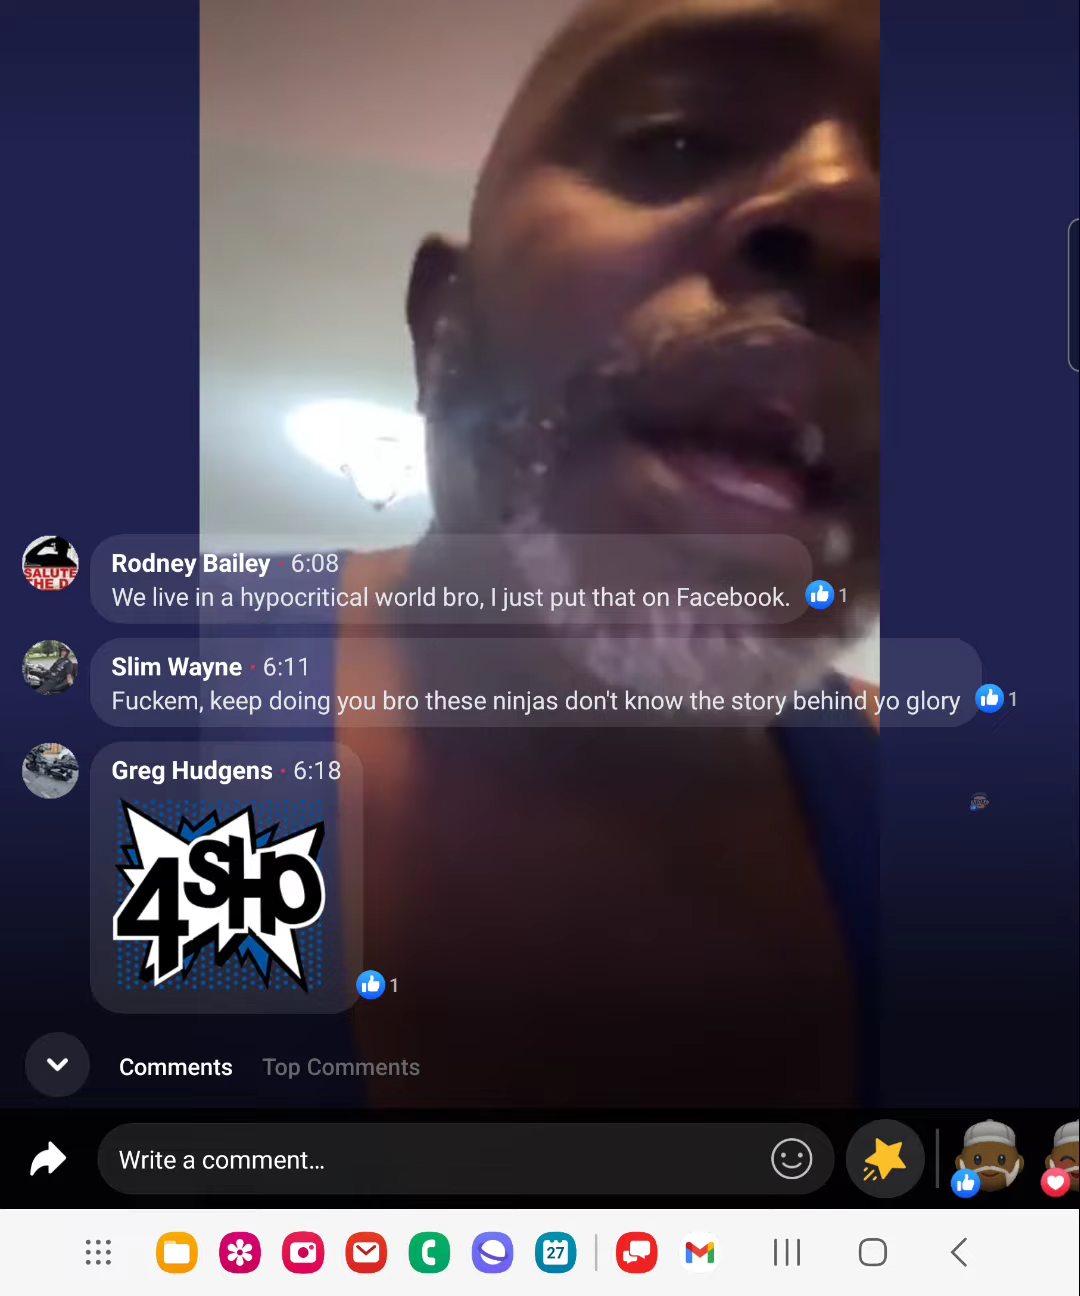 SALUTE
THE D
Rodney Bailey · 6:08
We live in a hypocritical world bro, I just put that on Facebook.
1
Slim Wayne · 6:11
Fuckem, keep doing you bro these ninjas don't know the story behind yo glory
1
Greg Hudgens · 6:18
4SHO
1
Comments Top Comments
Write a comment...
27